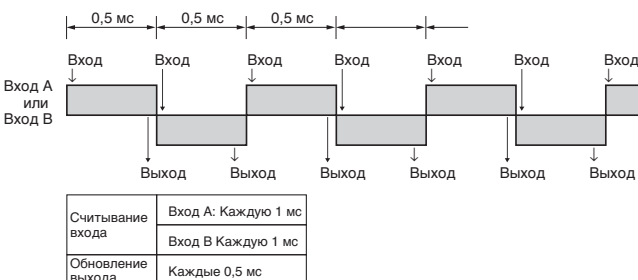 0,5 мс 0,5 мс 0,5 мс
Вход Вход Вход Вход Вход Вход Вход
Вход A
или
Вход B
Выход Выход Выход Выход Выход Выход
Считывание
входа
Вход A: Каждую 1 мс
Вход B Каждую 1 мс
Обновление
выхода
Каждые 0,5 мс